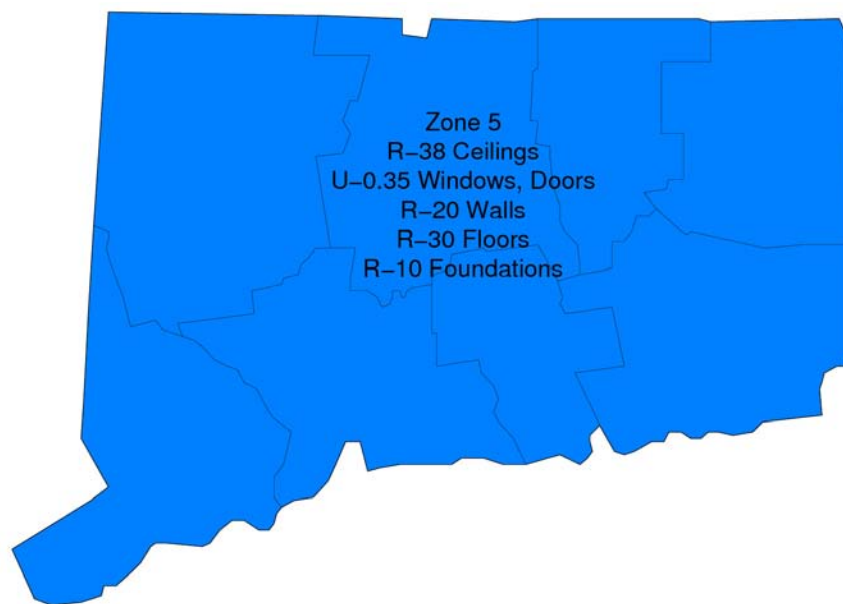 Zone 5
R−38 Ceilings
U−0.35 Windows, Doors
R−20 Walls
R−30 Floors
R−10 Foundations